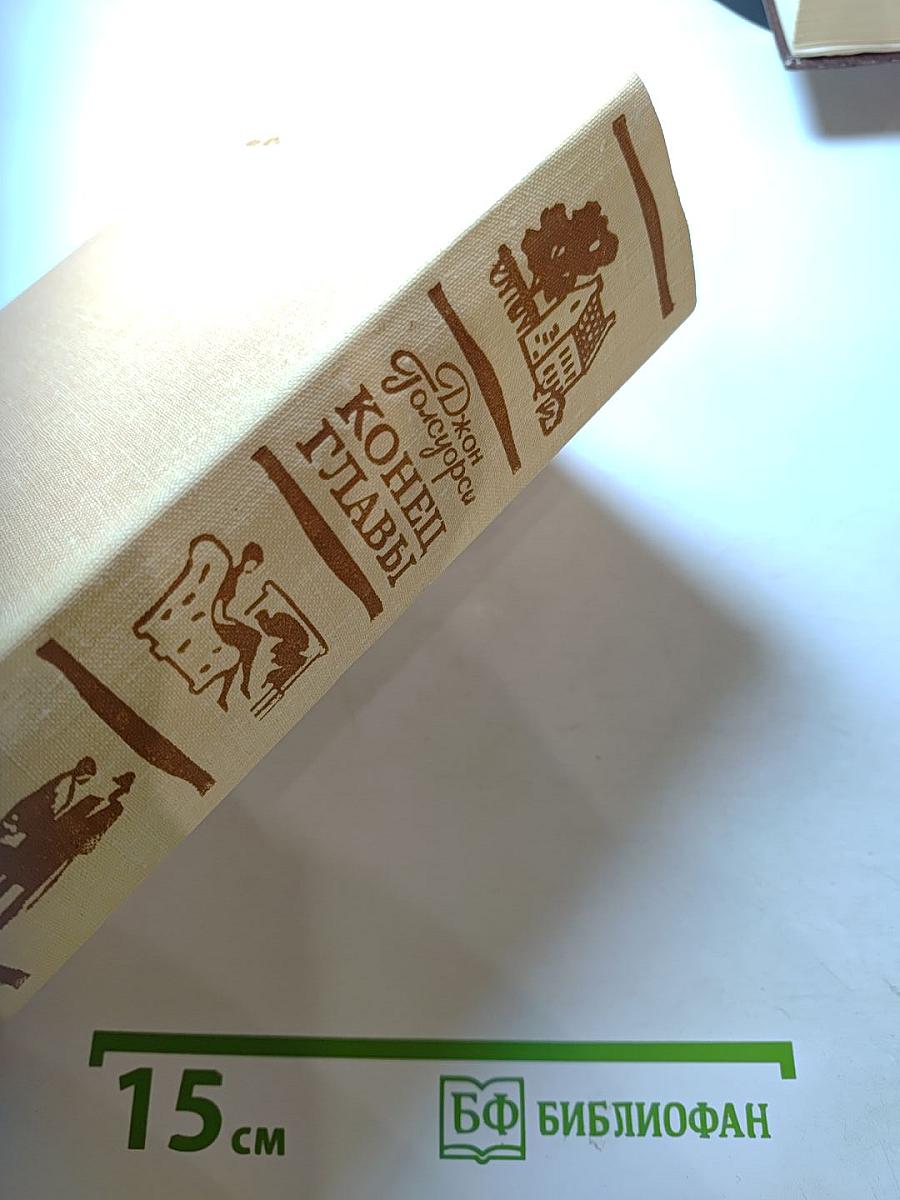 Джон
Голсуорси
КОНЕЦ
ГЛАВЫ
15 см
БФ БИБЛИОФАН